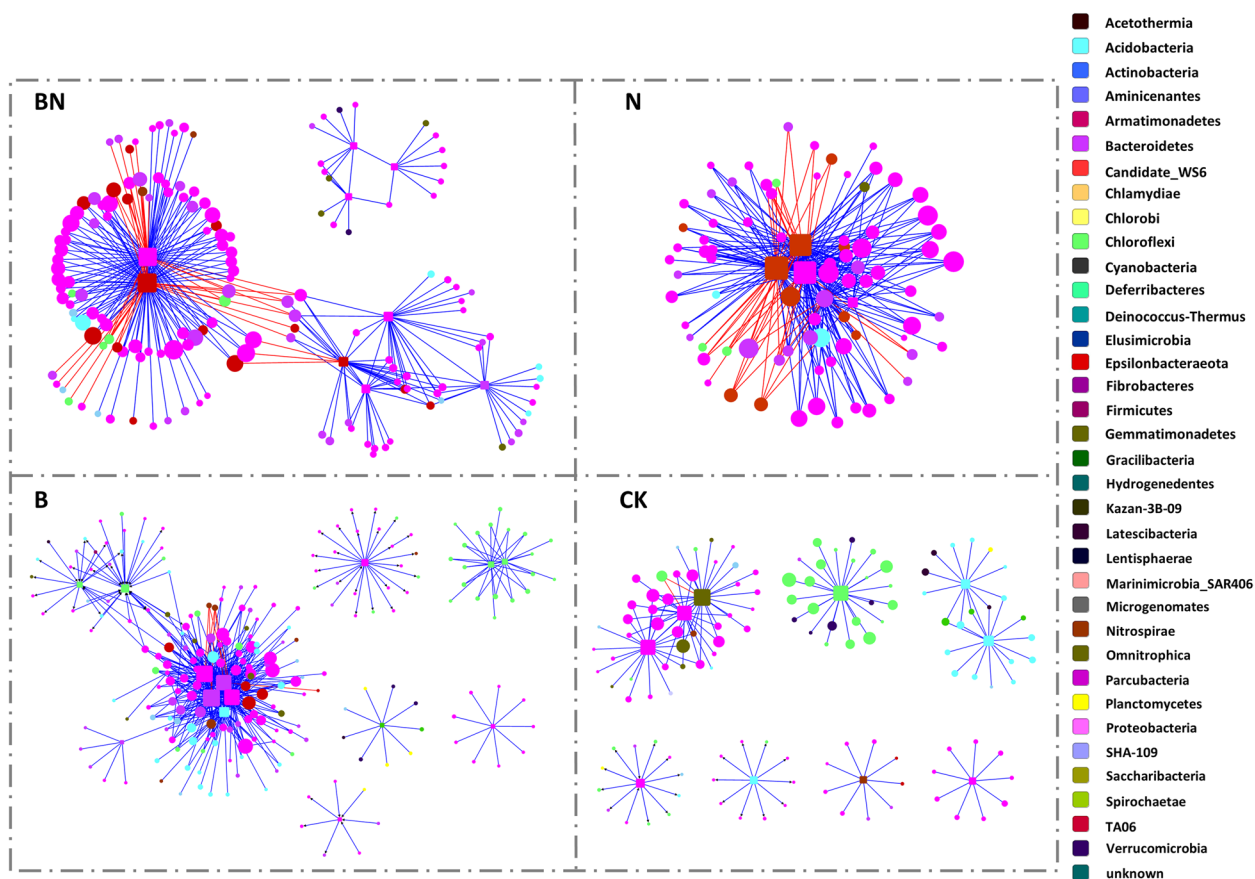 BN
N
B
CK
Acetothermia
Acidobacteria
Actinobacteria
Aminicenantes
Armatimonadetes
Bacteroidetes
Candidate_WS6
Chlamydiae
Chlorobi
Chloroflexi
Cyanobacteria
Deferribacteres
Deinococcus-Thermus
Elusimicrobia
Epsilonbacteraeota
Fibrobacteres
Firmicutes
Gemmatimonadetes
Gracilibacteria
Hydrogenedentes
Kazan-3B-09
Latescibacteria
Lentisphaerae
Marinimicrobia_SAR406
Microgenomates
Nitrospirae
Omnitrophica
Parcubacteria
Planctomycetes
Proteobacteria
SHA-109
Saccharibacteria
Spirochaetae
TA06
Verrucomicrobia
unknown